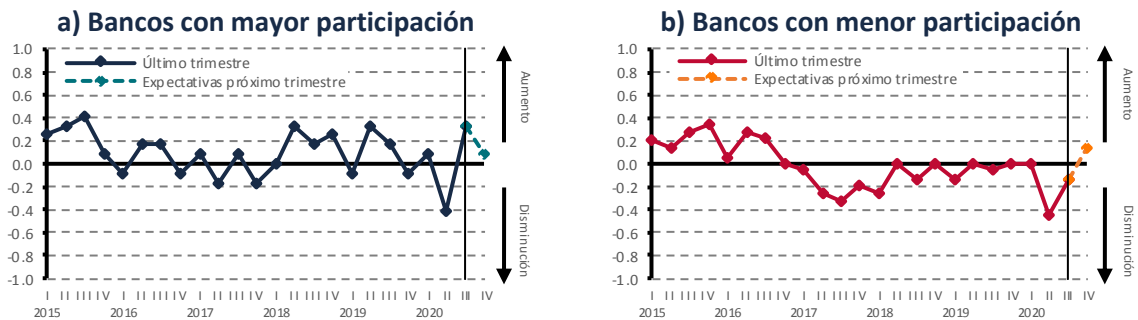 a) Bancos con mayor participación
1.0
0.8
0.6
0.4
0.2
0.0
-0.2
-0.4
-0.6
-0.8
-1.0
Último trimestre
Expectativas próximo trimestre
Aumento
Disminución
I II III IV I II III IV I II III IV I II III IV I II III IV I II III IV
2015 2016 2017 2018 2019 2020
b) Bancos con menor participación
1.0
0.8
0.6
0.4
0.2
0.0
-0.2
-0.4
-0.6
-0.8
-1.0
Último trimestre
Expectativas próximo trimestre
Aumento
Disminución
I II III IV I II III IV I II III IV I II III IV I II III IV I II III IV
2015 2016 2017 2018 2019 2020